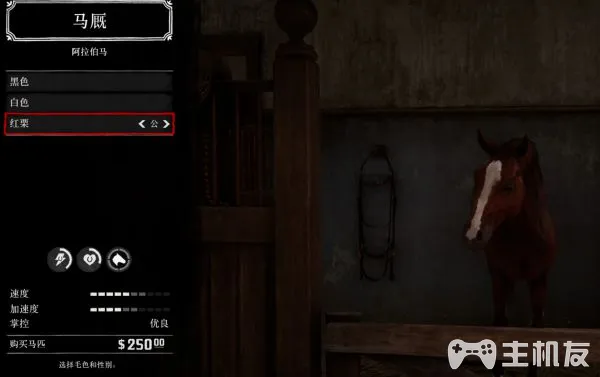 马厩
阿拉伯马
黑色
白色
红栗 公
速度
加速度
掌控 优良
购买马匹 $250.00
选择毛色和性别。
主机友